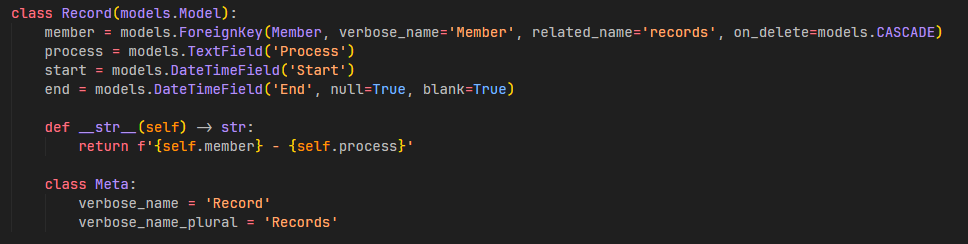 class Record(models.Model):
    member = models.ForeignKey(Member, verbose_name='Member', related_name='records', on_delete=models.CASCADE)
    process = models.TextField('Process')
    start = models.DateTimeField('Start')
    end = models.DateTimeField('End', null=True, blank=True)

    def __str__(self) -> str:
        return f'{self.member} - {self.process}'

    class Meta:
        verbose_name = 'Record'
        verbose_name_plural = 'Records'